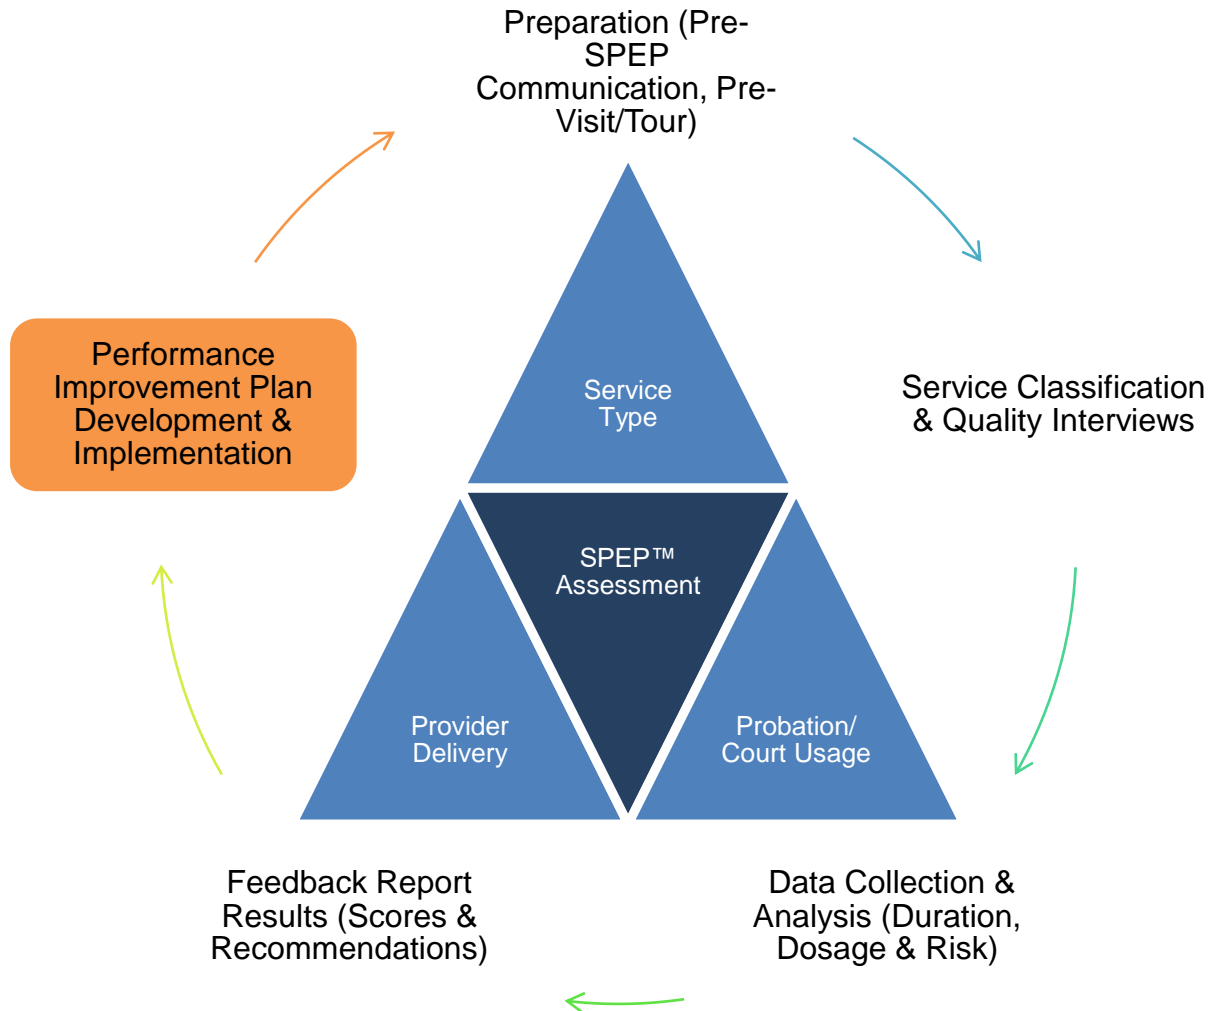 Preparation (Pre-
SPEP
Communication, Pre-
Visit/Tour)
Performance
Improvement Plan
Development &
Implementation
Service
Type
Service Classification
& Quality Interviews
SPEP™
Assessment
Provider
Delivery
Probation/
Court Usage
Feedback Report
Results (Scores &
Recommendations)
Data Collection &
Analysis (Duration,
Dosage & Risk)